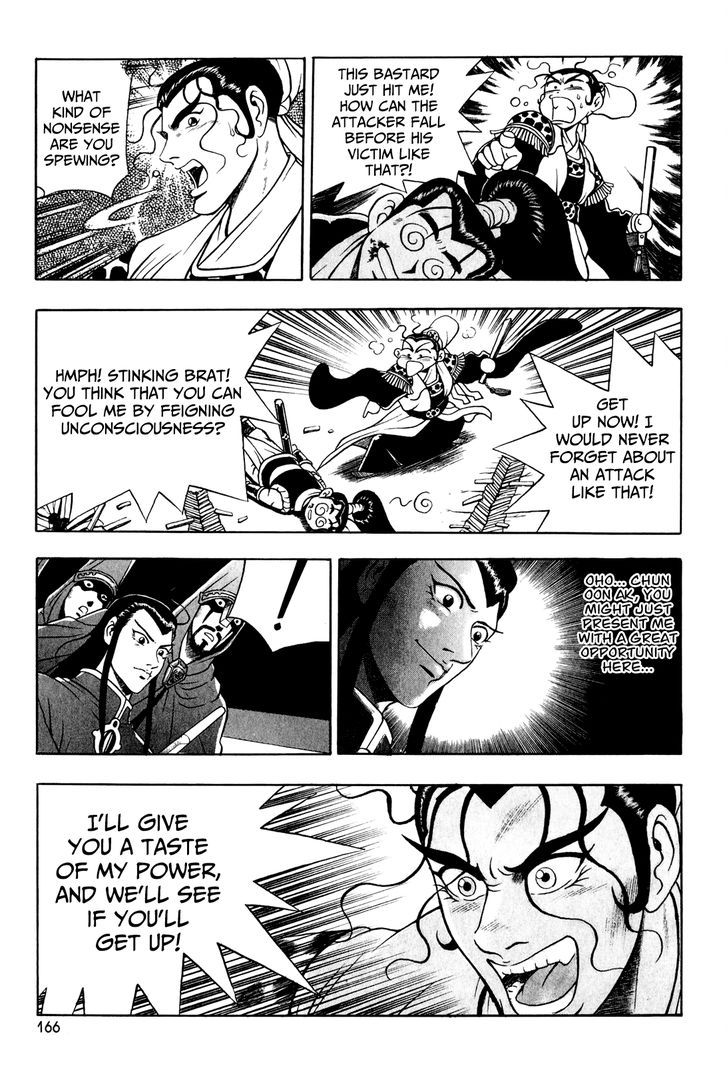 THIS BASTARD
JUST HIT ME!
HOW CAN THE
ATTACKER FALL
BEFORE HIS
VICTIM LIKE
THAT?!
WHAT
KIND OF
NONSENSE
ARE YOU
SPEWING?
HMPH! STINKING BRAT!
YOU THINK THAT YOU CAN
FOOL ME BY FEIGNING
UNCONSCIOUSNESS?
GET
UP NOW! I
WOULD NEVER
FORGET ABOUT
AN ATTACK
LIKE THAT!
!
OHO... CHUN
OON AK, YOU
MIGHT JUST
PRESENT ME
WITH A GREAT
OPPORTUNITY
HERE...
I'LL GIVE
YOU A TASTE
OF MY POWER,
AND WE'LL SEE
IF YOU'LL
GET UP!
166